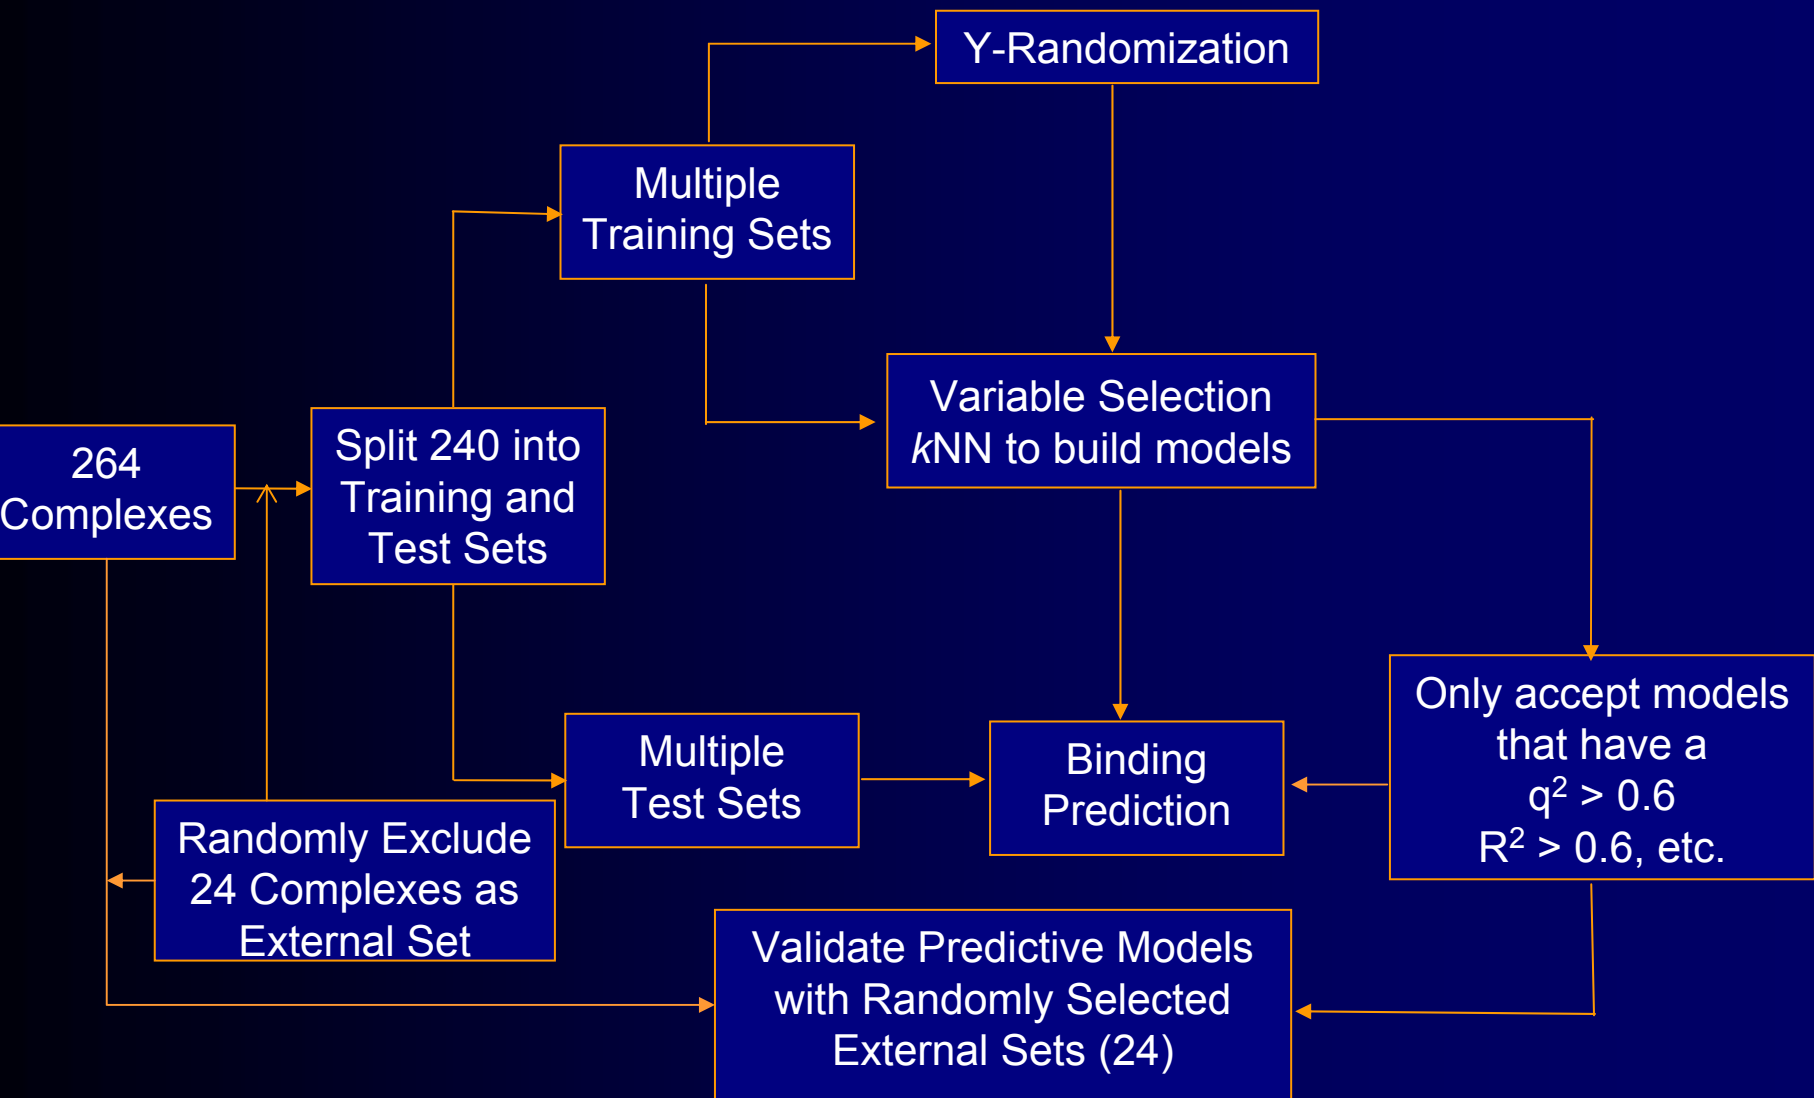 Y-Randomization
Multiple
Training Sets
Variable Selection
kNN to build models
264
Complexes
Split 240 into
Training and
Test Sets
Multiple
Test Sets
Binding
Prediction
Only accept models
that have a
q² > 0.6
R² > 0.6, etc.
Randomly Exclude
24 Complexes as
External Set
Validate Predictive Models
with Randomly Selected
External Sets (24)